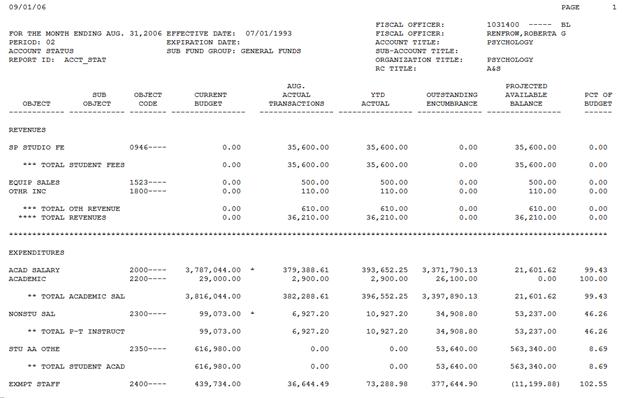 09/01/06 PAGE 1
FISCAL OFFICER: 1031400 ----- BL
FOR THE MONTH ENDING AUG. 31,2006 EFFECTIVE DATE: 07/01/1993 FISCAL OFFICER: RENFROW,ROBERTA G
PERIOD: 02 EXPIRATION DATE: ACCOUNT TITLE: PSYCHOLOGY
ACCOUNT STATUS SUB FUND GROUP: GENERAL FUNDS SUB-ACCOUNT TITLE:
REPORT ID: ACCT_STAT ORGANIZATION TITLE: PSYCHOLOGY
RC TITLE: A&S
AUG. PROJECTED
SUB OBJECT CURRENT ACTUAL YTD OUTSTANDING AVAILABLE PCT OF
OBJECT OBJECT CODE BUDGET TRANSACTIONS ACTUAL ENCUMBRANCE BALANCE BUDGET
REVENUES
SP STUDIO FE 0946---- 0.00 35,600.00 35,600.00 0.00 35,600.00 0.00
*** TOTAL STUDENT FEES 0.00 35,600.00 35,600.00 0.00 35,600.00 0.00
EQUIP SALES 1523---- 0.00 500.00 500.00 0.00 500.00 0.00
OTHR INC 1800---- 0.00 110.00 110.00 0.00 110.00 0.00
*** TOTAL OTH REVENUE 0.00 610.00 610.00 0.00 610.00 0.00
**** TOTAL REVENUES 0.00 36,210.00 36,210.00 0.00 36,210.00 0.00
EXPENDITURES
ACAD SALARY 2000---- 3,787,044.00 * 379,388.61 393,652.25 3,371,790.13 21,601.62 99.43
ACADEMIC 2200---- 29,000.00 2,900.00 2,900.00 26,100.00 0.00 100.00
** TOTAL ACADEMIC SAL 3,816,044.00 382,288.61 396,552.25 3,397,890.13 21,601.62 99.43
NONSTU SAL 2300---- 99,073.00 * 6,927.20 10,927.20 34,908.80 53,237.00 46.26
** TOTAL P-T INSTRUCT 99,073.00 6,927.20 10,927.20 34,908.80 53,237.00 46.26
STU AA OTHE 2350---- 616,980.00 0.00 0.00 53,640.00 563,340.00 8.69
** TOTAL STUDENT ACAD 616,980.00 0.00 0.00 53,640.00 563,340.00 8.69
EXMPT STAFF 2400---- 439,734.00 36,644.49 73,288.98 377,644.90 (11,199.88) 102.55